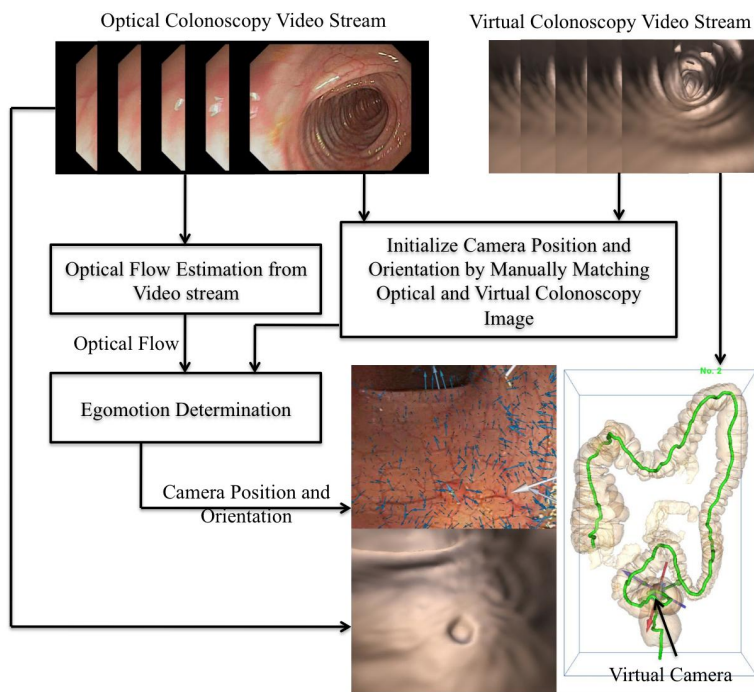 Optical Colonoscopy Video Stream
Virtual Colonoscopy Video Stream
Optical Flow Estimation from
Video stream
Initialize Camera Position and
Orientation by Manually Matching
Optical and Virtual Colonoscopy
Image
Optical Flow
Egomotion Determination
No. 2
Camera Position and
Orientation
Virtual Camera